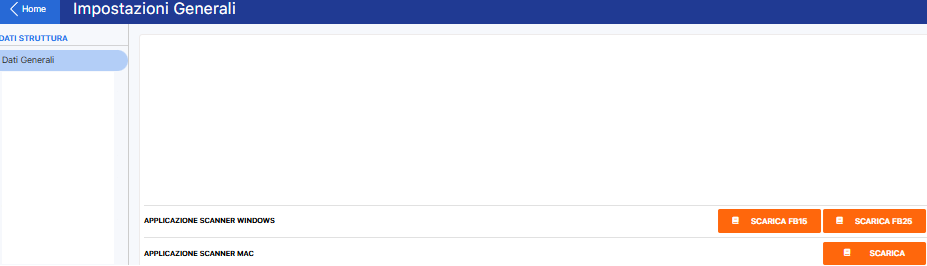 Home
Impostazioni Generali
DATI STRUTTURA
Dati Generali
APPLICAZIONE SCANNER WINDOWS
SCARICA FB15
SCARICA FB25
APPLICAZIONE SCANNER MAC
SCARICA